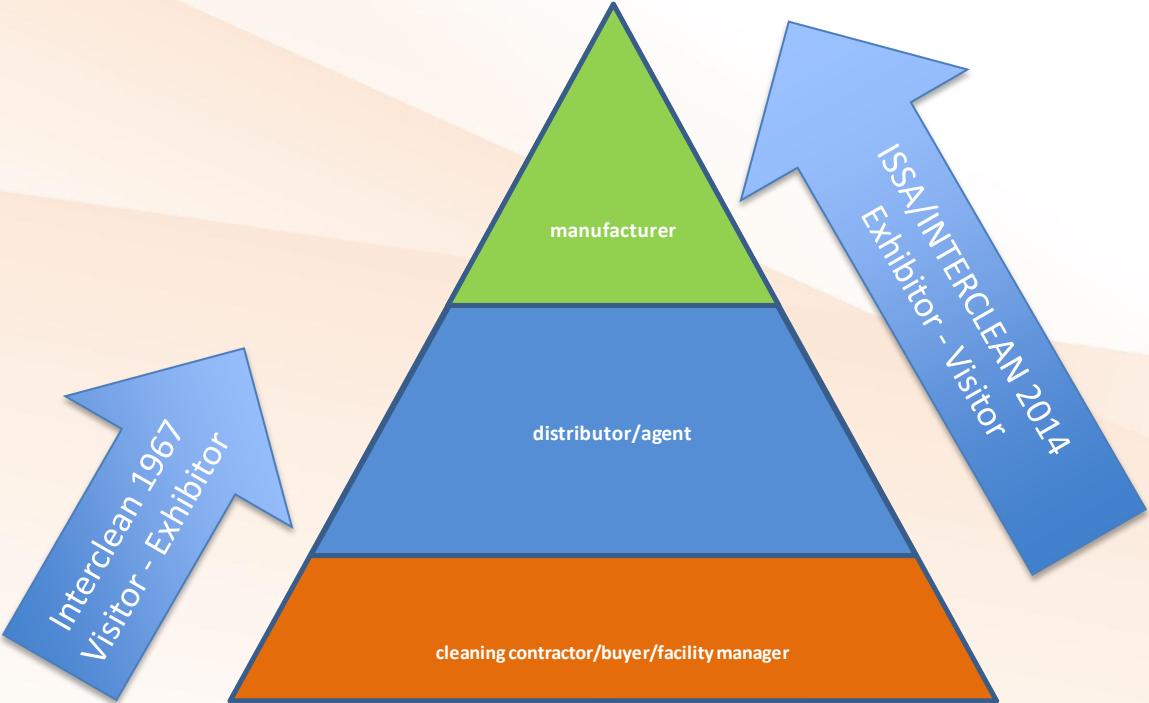 manufacturer
distributor/agent
cleaning contractor/buyer/facility manager
Interclean 1967
Visitor - Exhibitor
ISSA/INTERCLEAN 2014
Exhibitor - Visitor